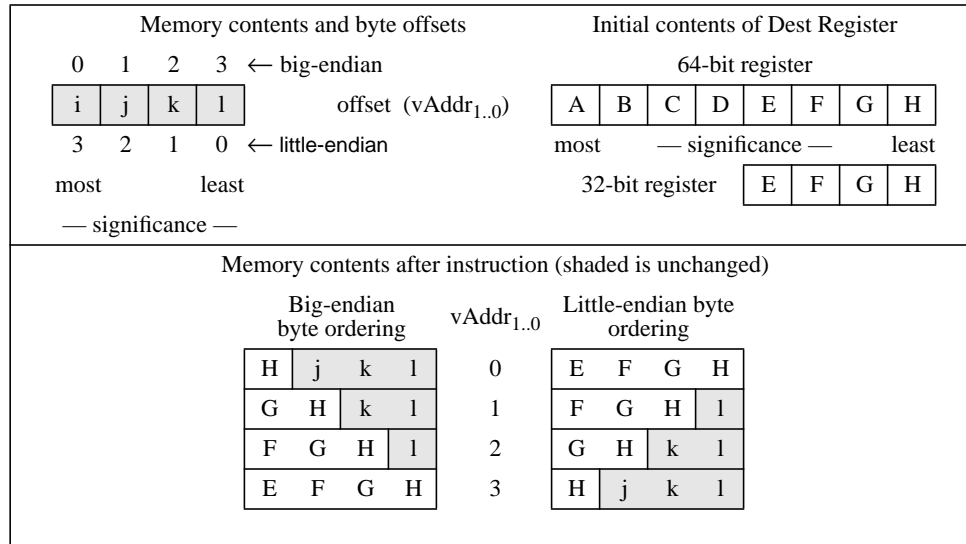 Memory contents and byte offsets
0 1 2 3 ← big-endian
i j k l offset (vAddr1..0)
3 2 1 0 ← little-endian
most least
— significance —
Initial contents of Dest Register
64-bit register
A B C D E F G H
most — significance — least
32-bit register E F G H
Memory contents after instruction (shaded is unchanged)
Big-endian
byte ordering
vAddr1..0
Little-endian byte
ordering
H j k l 0 E F G H
G H k l 1 F G H l
F G H l 2 G H k l
E F G H 3 H j k l